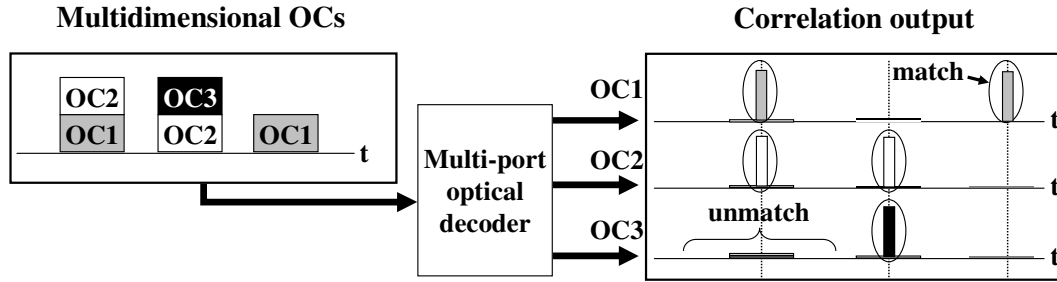 Multidimensional OCs
Correlation output
OC2 OC3
OC1 OC2 OC1
t
Multi-port
optical
decoder
OC1
match
t
OC2
t
unmatch
OC3
t